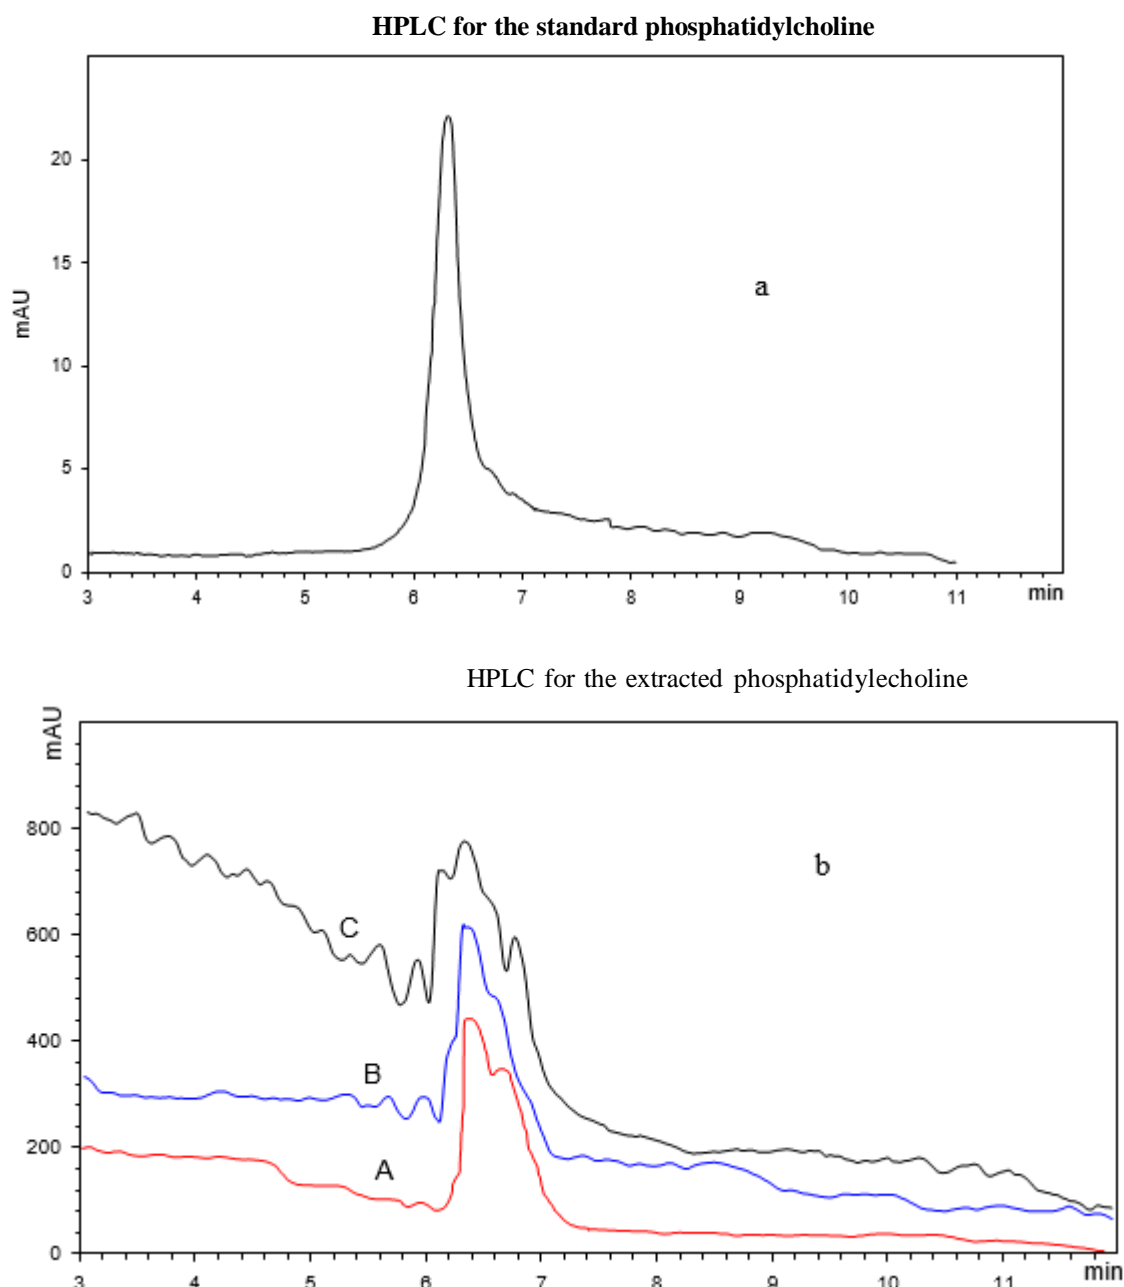 HPLC for the standard phosphatidylcholine
20
15
mAU
a
10
5
0
3 4 5 6 7 8 9 10 11 min
HPLC for the extracted phosphatidylecholine
mAU
800
b
C
600
400
B
200
A
0
3 4 5 6 7 8 9 10 11 min